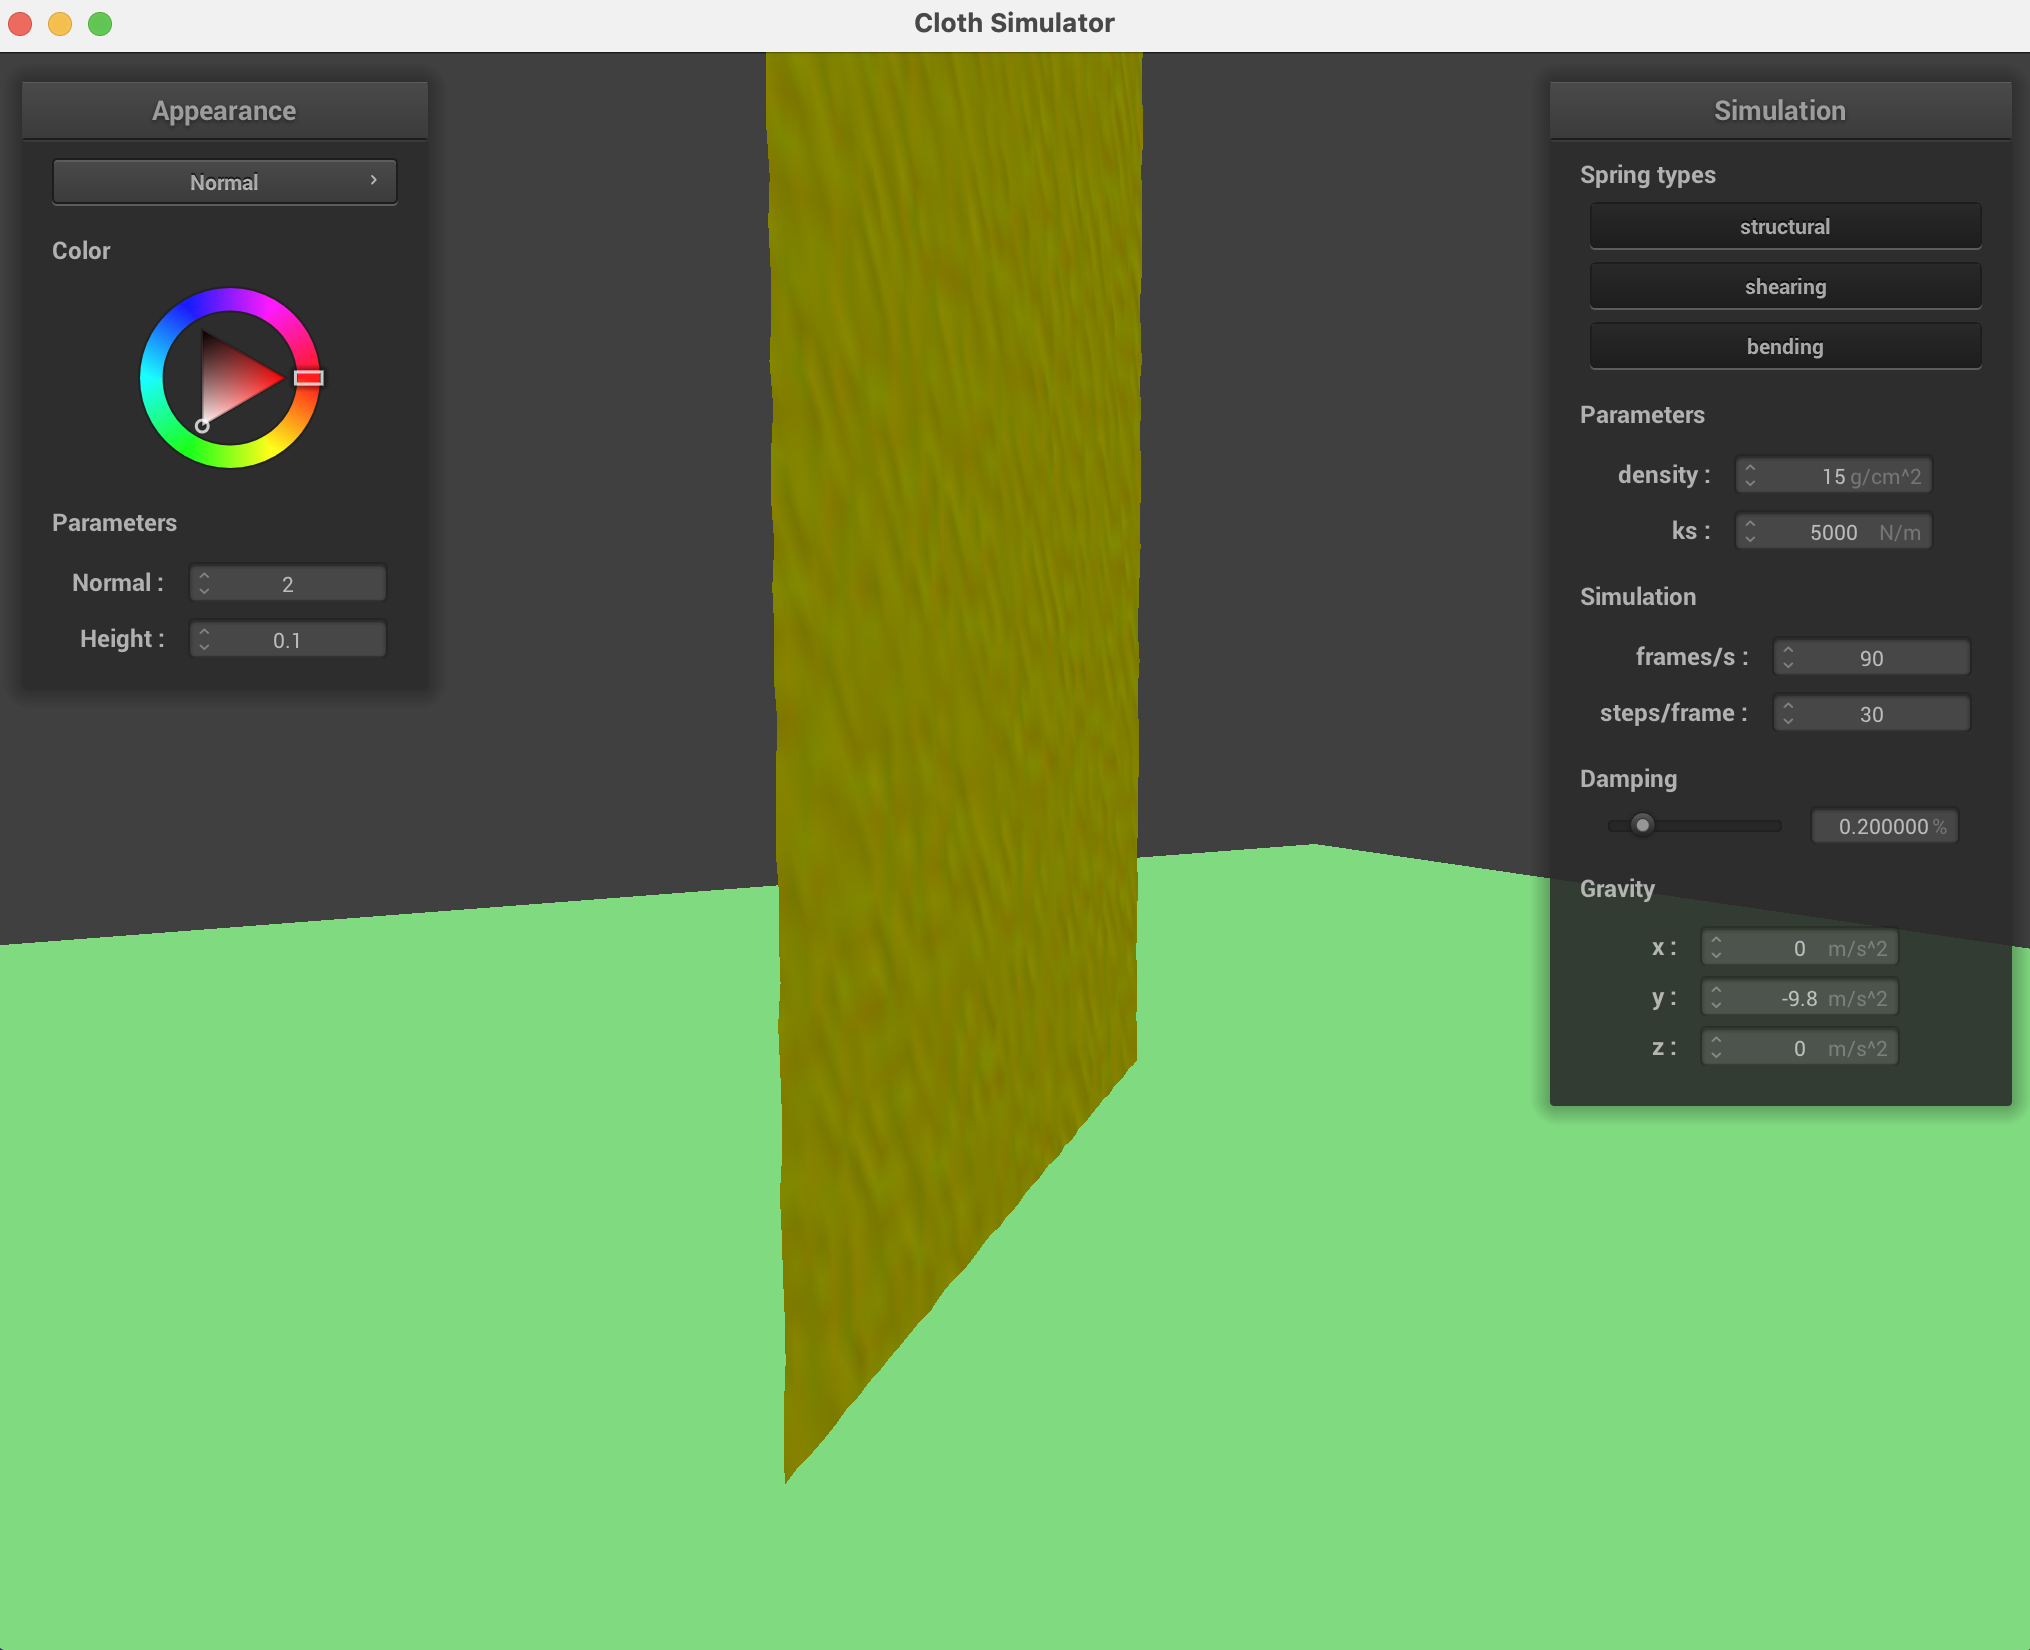 Cloth Simulator
Appearance
Normal
Color
Parameters
Normal : 2
Height : 0.1
Simulation
Spring types
structural
shearing
bending
Parameters
density : 15 g/cm^2
ks : 5000 N/m
Simulation
frames/s : 90
steps/frame : 30
Damping
0.200000 %
Gravity
x : 0 m/s^2
y : -9.8 m/s^2
z : 0 m/s^2